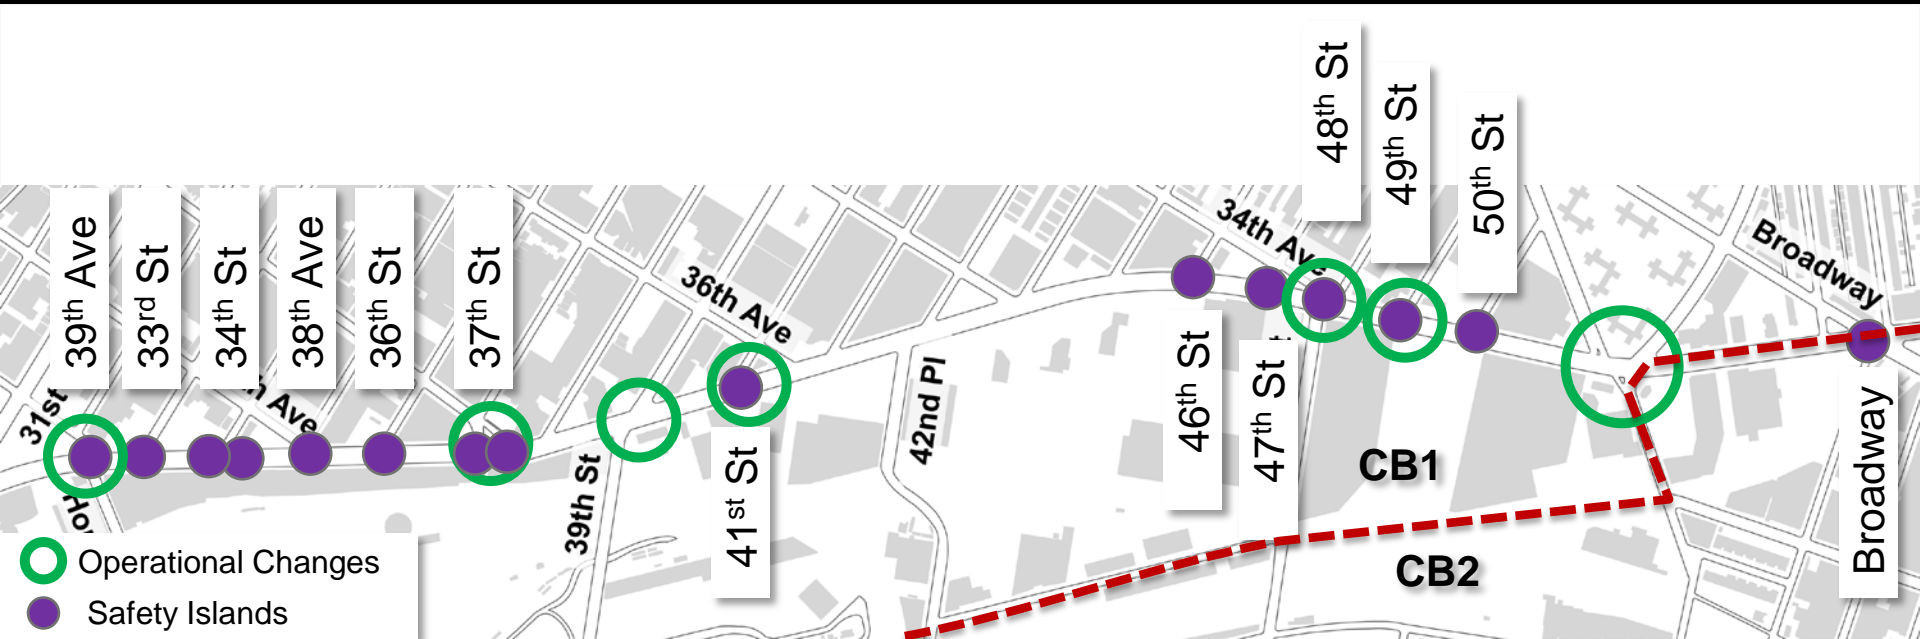 48th St
49th St
50th St
39th Ave
33rd St
34th St
38th Ave
36th St
37th St
34th Ave
Broadway
36th Ave
31st
Ave
42nd Pl
46th St
47th St
39th St
41st St
CB1
CB2
Broadway
Operational Changes
Safety Islands